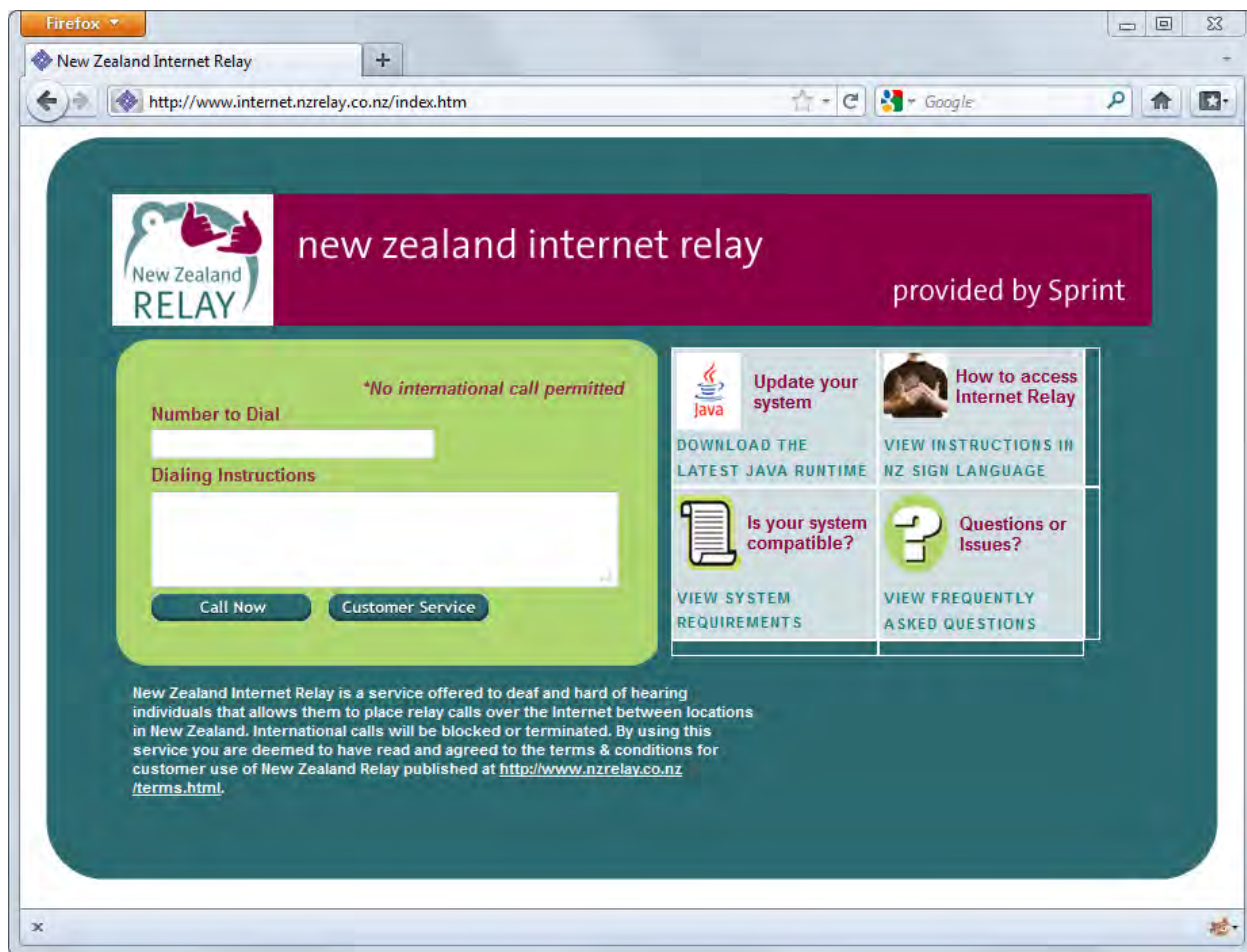 Firefox
New Zealand Internet Relay
http://www.internet.nzrelay.co.nz/index.htm
Google
New Zealand
RELAY
new zealand internet relay
provided by Sprint
*No international call permitted
Number to Dial
Dialing Instructions
Call Now
Customer Service
Java
Update your
system
DOWNLOAD THE
LATEST JAVA RUNTIME
How to access
Internet Relay
VIEW INSTRUCTIONS IN
NZ SIGN LANGUAGE
Is your system
compatible?
VIEW SYSTEM
REQUIREMENTS
Questions or
Issues?
VIEW FREQUENTLY
ASKED QUESTIONS
New Zealand Internet Relay is a service offered to deaf and hard of hearing
individuals that allows them to place relay calls over the Internet between locations
in New Zealand. International calls will be blocked or terminated. By using this
service you are deemed to have read and agreed to the terms & conditions for
customer use of New Zealand Relay published at http://www.nzrelay.co.nz
/terms.html.